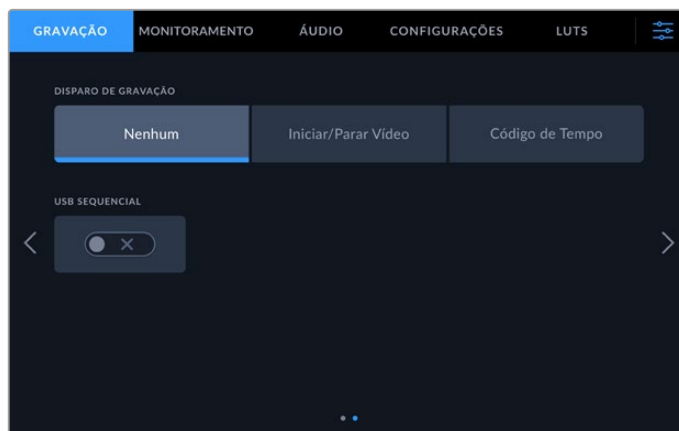 GRAVAÇÃO MONITORAMENTO ÁUDIO CONFIGURAÇÕES LUTS
DISPARO DE GRAVAÇÃO
Nenhum Iniciar/Parar Vídeo Código de Tempo
USB SEQUENCIAL